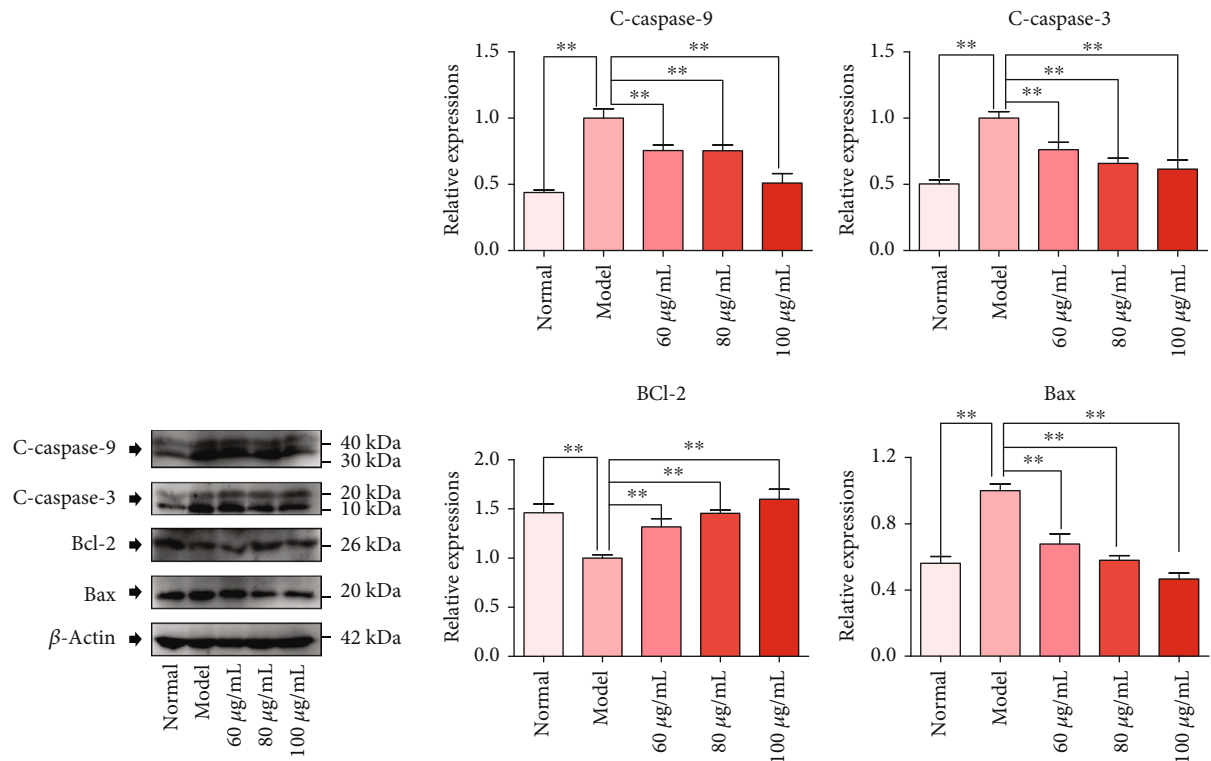 C-caspase-9
Relative expressions
1.5
1.0
0.5
0.0
**
**
**
**
Normal
Model
60 μg/mL
80 μg/mL
100 μg/mL
C-caspase-3
Relative expressions
1.5
1.0
0.5
0.0
**
**
**
**
Normal
Model
60 μg/mL
80 μg/mL
100 μg/mL
C-caspase-9
40 kDa
30 kDa
C-caspase-3
20 kDa
10 kDa
Bcl-2
26 kDa
Bax
20 kDa
β-Actin
42 kDa
Normal
Model
60 μg/mL
80 μg/mL
100 μg/mL
BCl-2
Relative expressions
2.0
1.5
1.0
0.5
0.0
**
**
**
**
Normal
Model
60 μg/mL
80 μg/mL
100 μg/mL
Bax
Relative expressions
1.2
0.8
0.4
0.0
**
**
**
**
Normal
Model
60 μg/mL
80 μg/mL
100 μg/mL